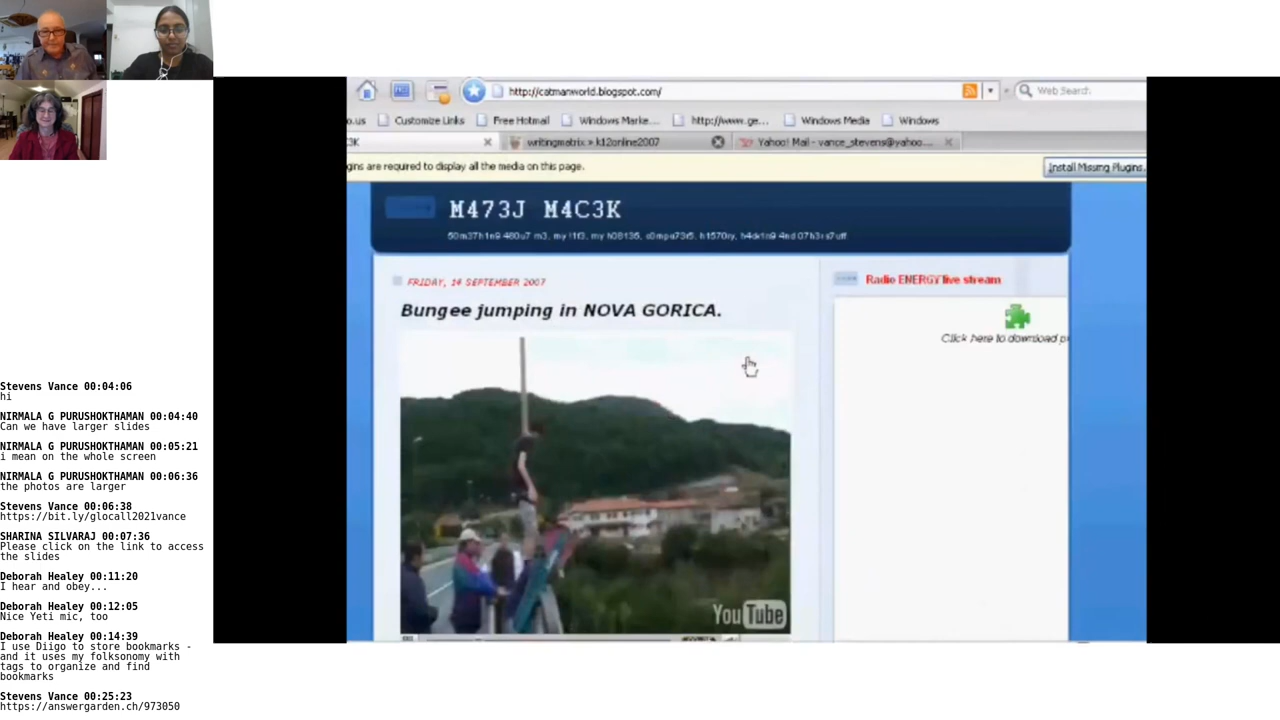 http://catmanworld.blogspot.com/
Web Search
o.us
Customize Links
Free Hotmail
Windows Marke...
http://www.ge...
Windows Media
Windows
3K
writingmatrix » k12online2007
Yahoo! Mail - vance_stevens@yahoo...
gins are required to display all the media on this page.
Install Missing Plugins.
M473J M4C3K
FRIDAY, 14 SEPTEMBER 2007
Radio ENERGY live stream
Bungee jumping in NOVA GORICA.
Click here to download p
YouTube
Stevens Vance 00:04:06
hi
NIRMALA G PURUSHOKTHAMAN 00:04:40
Can we have larger slides
NIRMALA G PURUSHOKTHAMAN 00:05:21
i mean on the whole screen
NIRMALA G PURUSHOKTHAMAN 00:06:36
the photos are larger
Stevens Vance 00:06:38
https://bit.ly/glocall2021vance
SHARINA SILVARAJ 00:07:36
Please click on the link to access
the slides
Deborah Healey 00:11:20
I hear and obey...
Deborah Healey 00:12:05
Nice Yeti mic, too
Deborah Healey 00:14:39
I use Diigo to store bookmarks -
and it uses my folksonomy with
tags to organize and find
bookmarks
Stevens Vance 00:25:23
https://answergarden.ch/973050